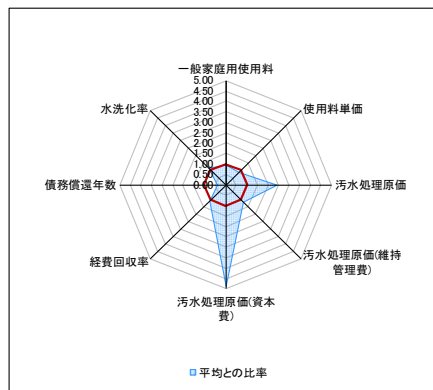 一般家庭用使用料
5.00
4.50
4.00
3.50
3.00
2.50
2.00
1.50
1.00
0.50
0.00
使用料単価
汚水処理原価
汚水処理原価(維持
管理費)
汚水処理原価(資本
費)
経費回収率
債務償還年数
水洗化率
平均との比率